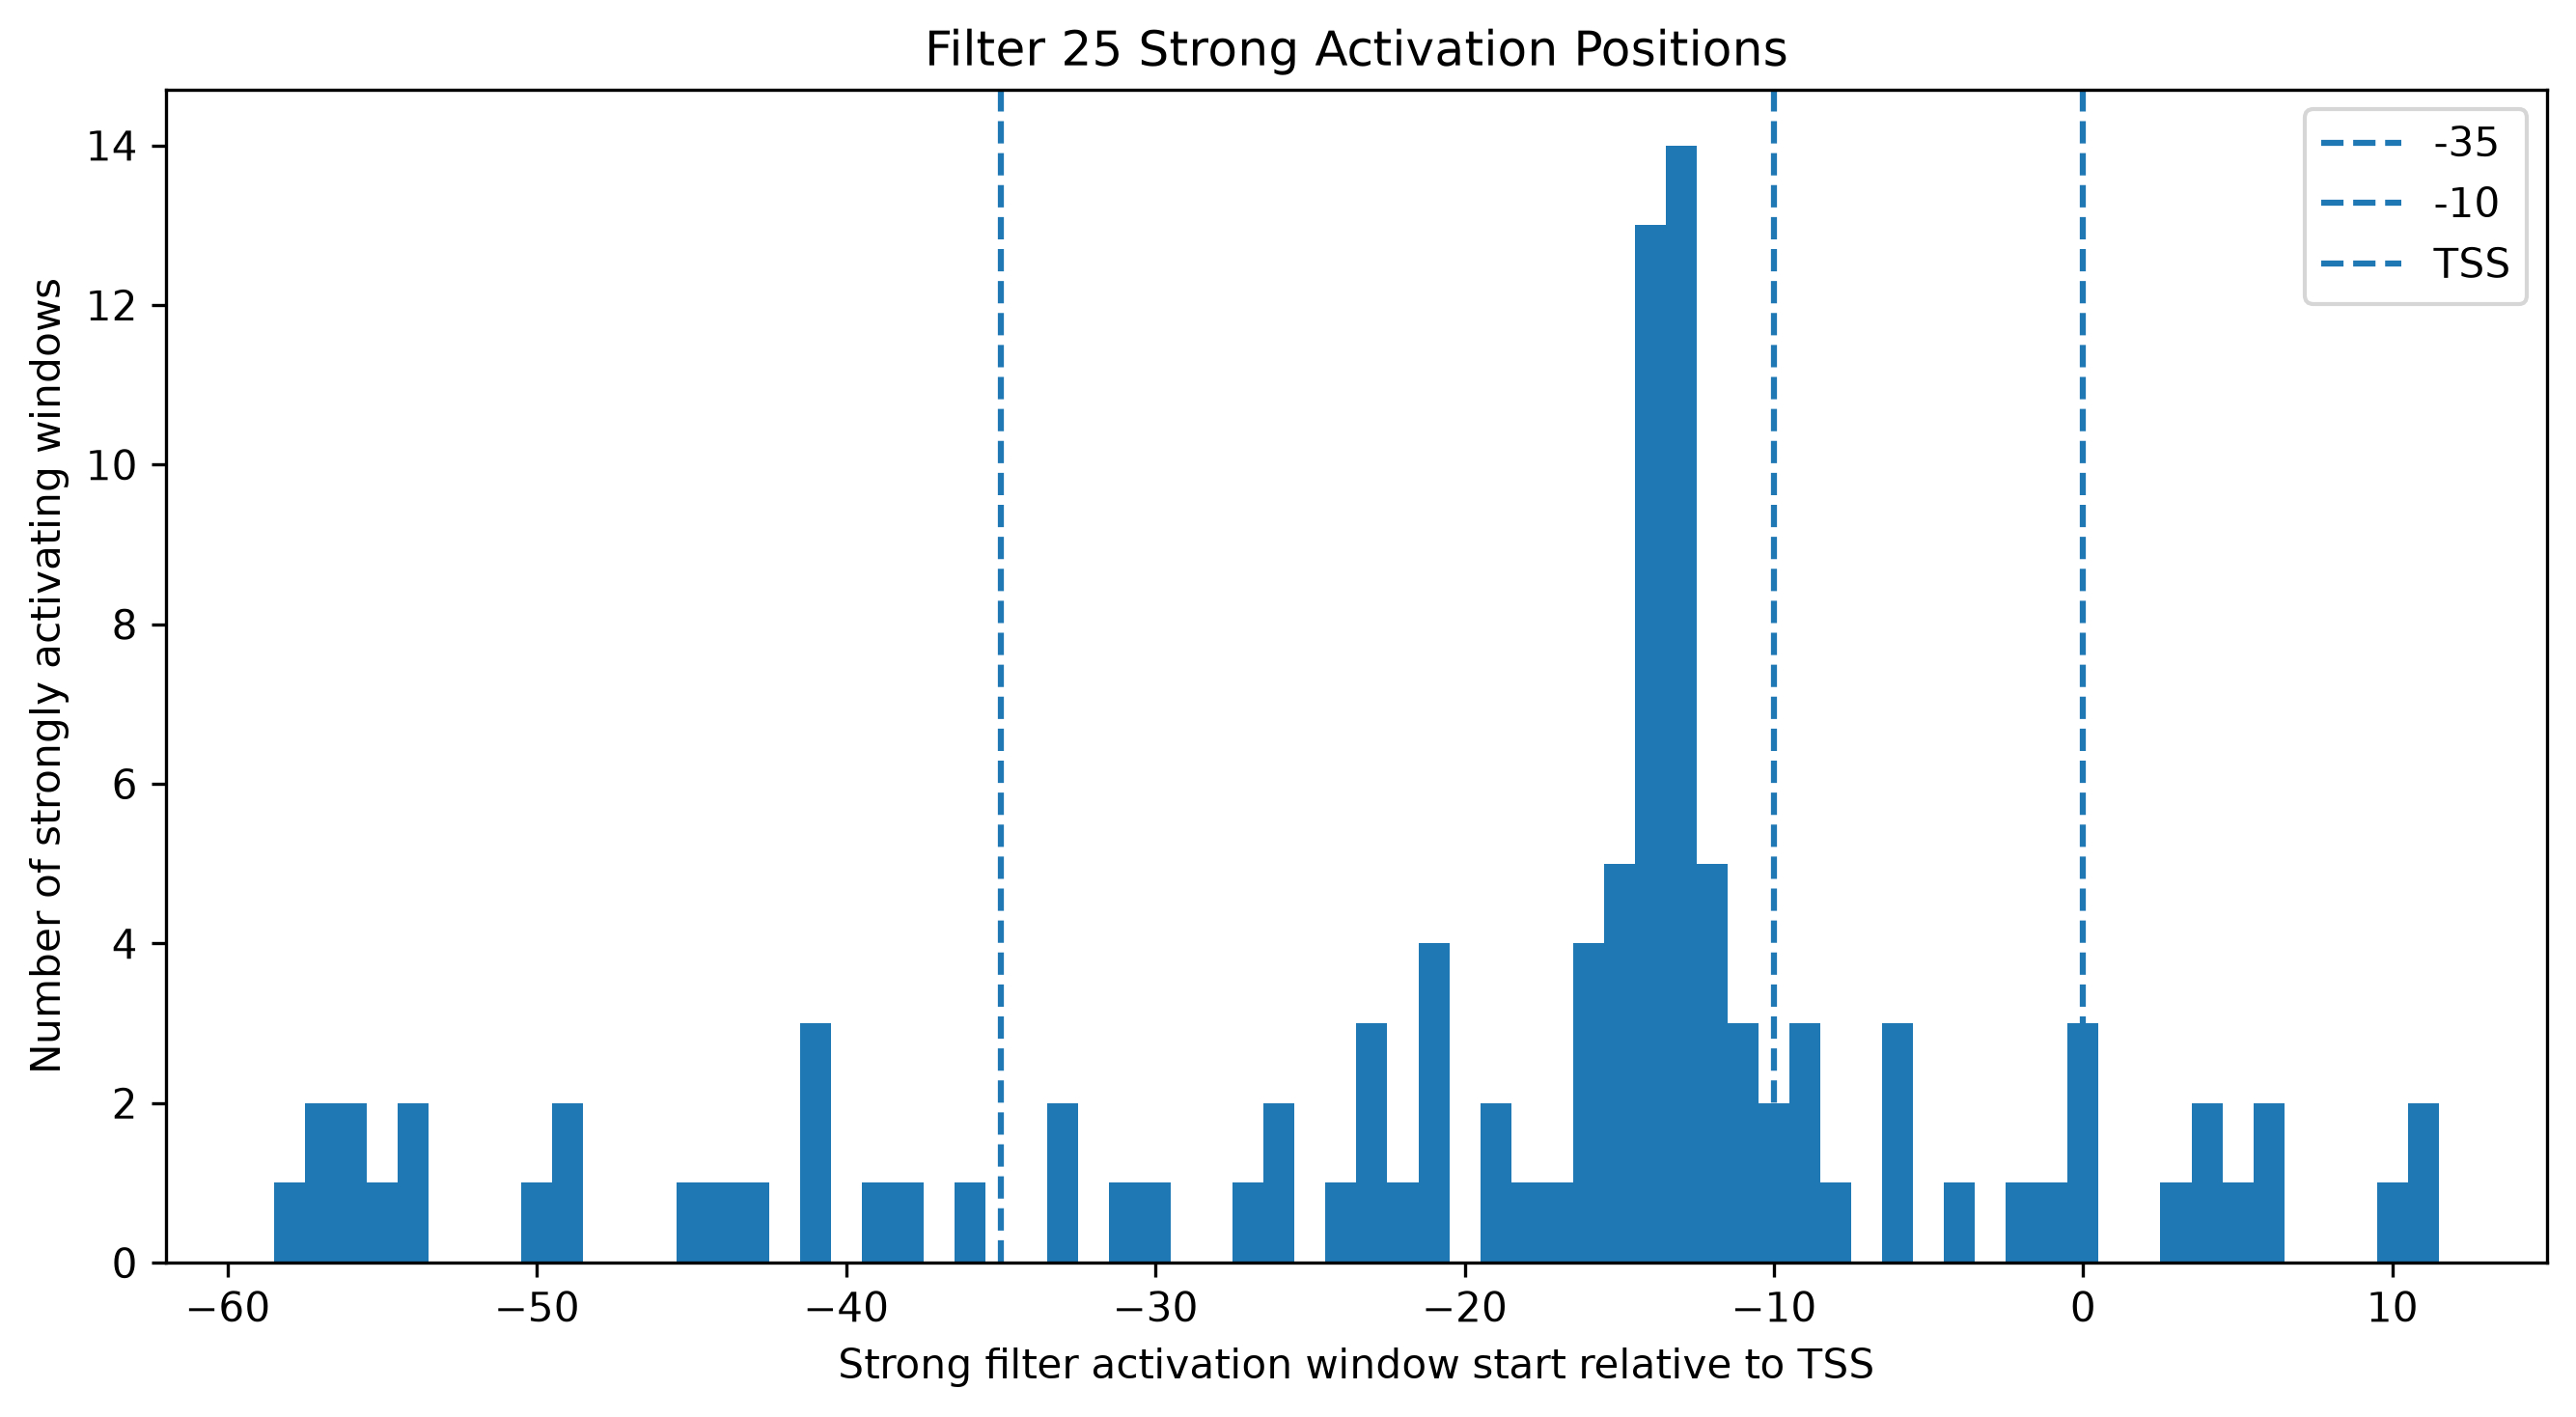 Filter 25 Strong Activation Positions
-35
-10
TSS
Number of strongly activating windows
14
12
10
8
6
4
2
0
−60 −50 −40 −30 −20 −10 0 10
Strong filter activation window start relative to TSS